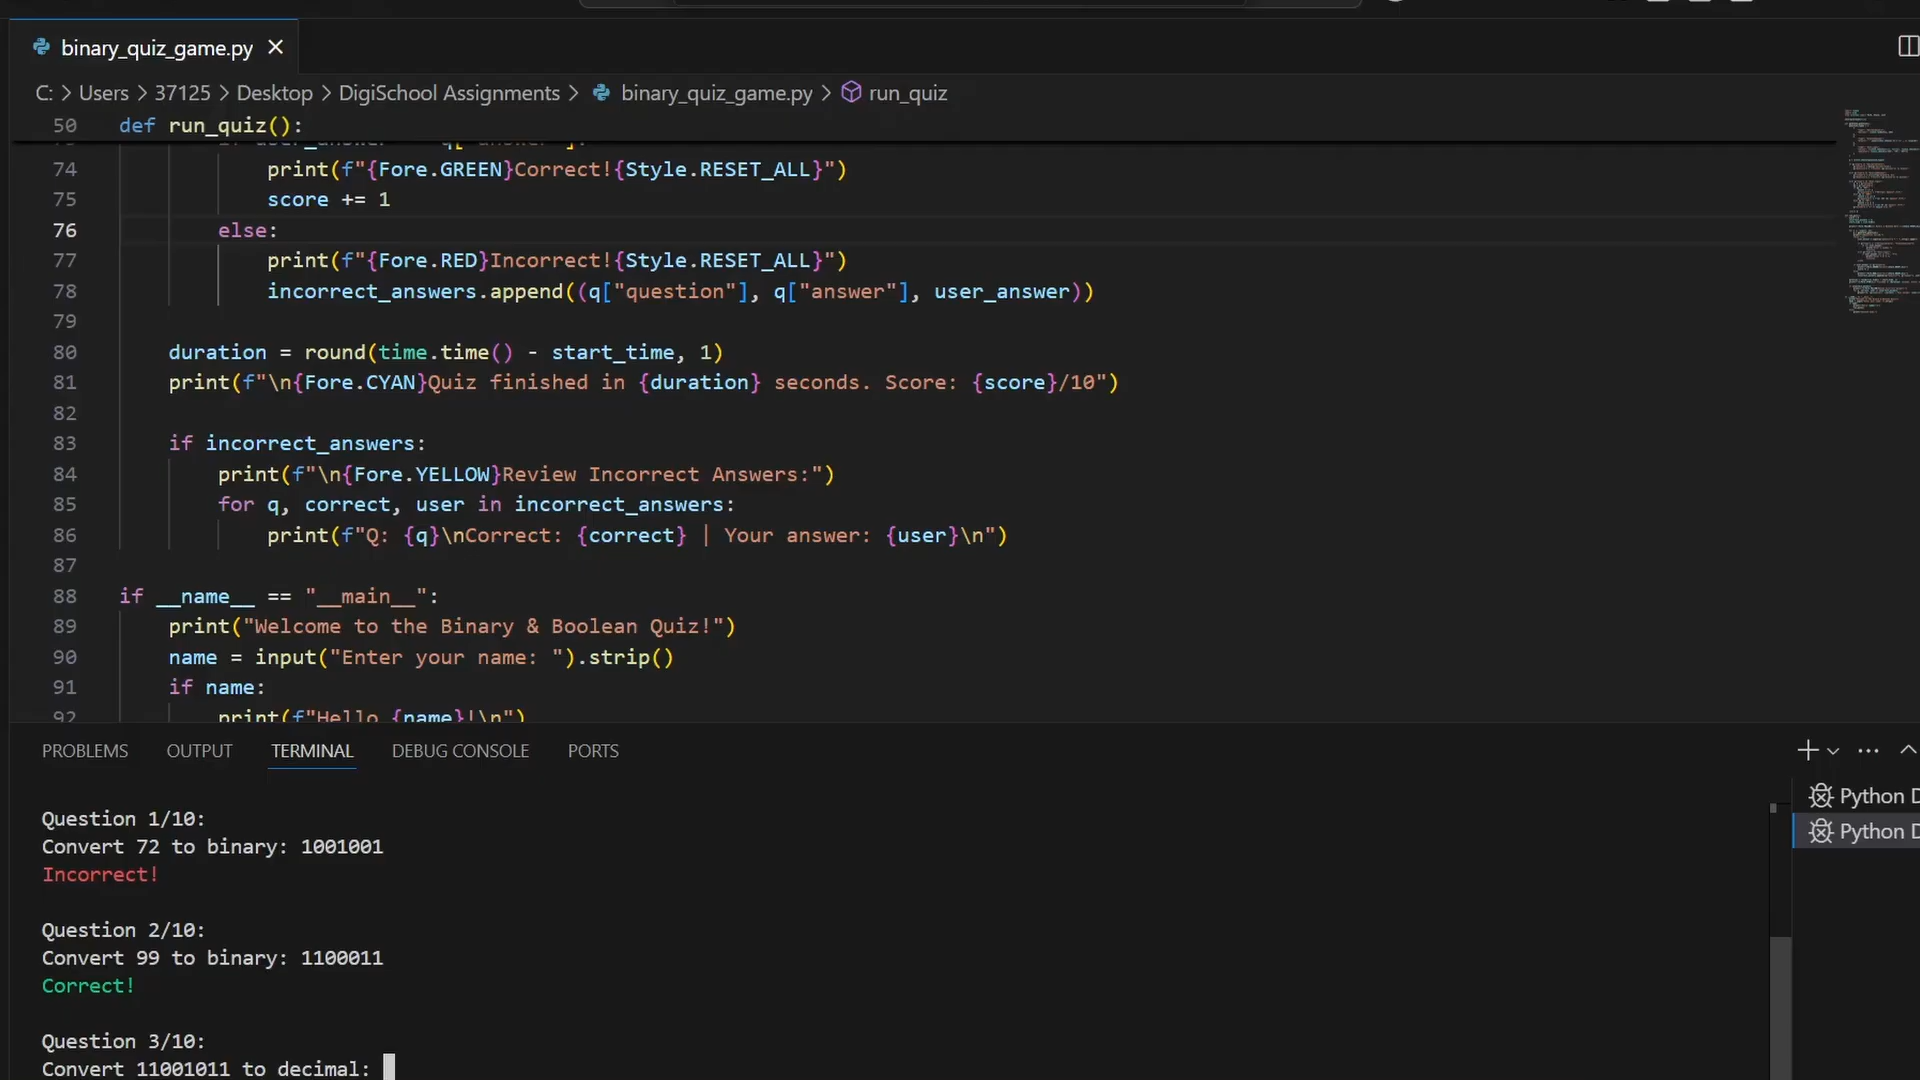 binary_quiz_game.py
C: > Users > 37125 > Desktop > DigiSchool Assignments > binary_quiz_game.py > run_quiz
50 def run_quiz():
74 print(f"{Fore.GREEN}Correct!{Style.RESET_ALL}")
75 score += 1
76 else:
77 print(f"{Fore.RED}Incorrect!{Style.RESET_ALL}")
78 incorrect_answers.append((q["question"], q["answer"], user_answer))
79
80 duration = round(time.time() - start_time, 1)
81 print(f"\n{Fore.CYAN}Quiz finished in {duration} seconds. Score: {score}/10")
82
83 if incorrect_answers:
84 print(f"\n{Fore.YELLOW}Review Incorrect Answers:")
85 for q, correct, user in incorrect_answers:
86 print(f"Q: {q}\nCorrect: {correct} | Your answer: {user}\n")
87
88 if __name__ == "__main__":
89 print("Welcome to the Binary & Boolean Quiz!")
90 name = input("Enter your name: ").strip()
91 if name:
92 print(f"Hello {name}!\n")
PROBLEMS OUTPUT TERMINAL DEBUG CONSOLE PORTS
Python D
Python D
Question 1/10:
Convert 72 to binary: 1001001
Incorrect!
Question 2/10:
Convert 99 to binary: 1100011
Correct!
Question 3/10:
Convert 11001011 to decimal: